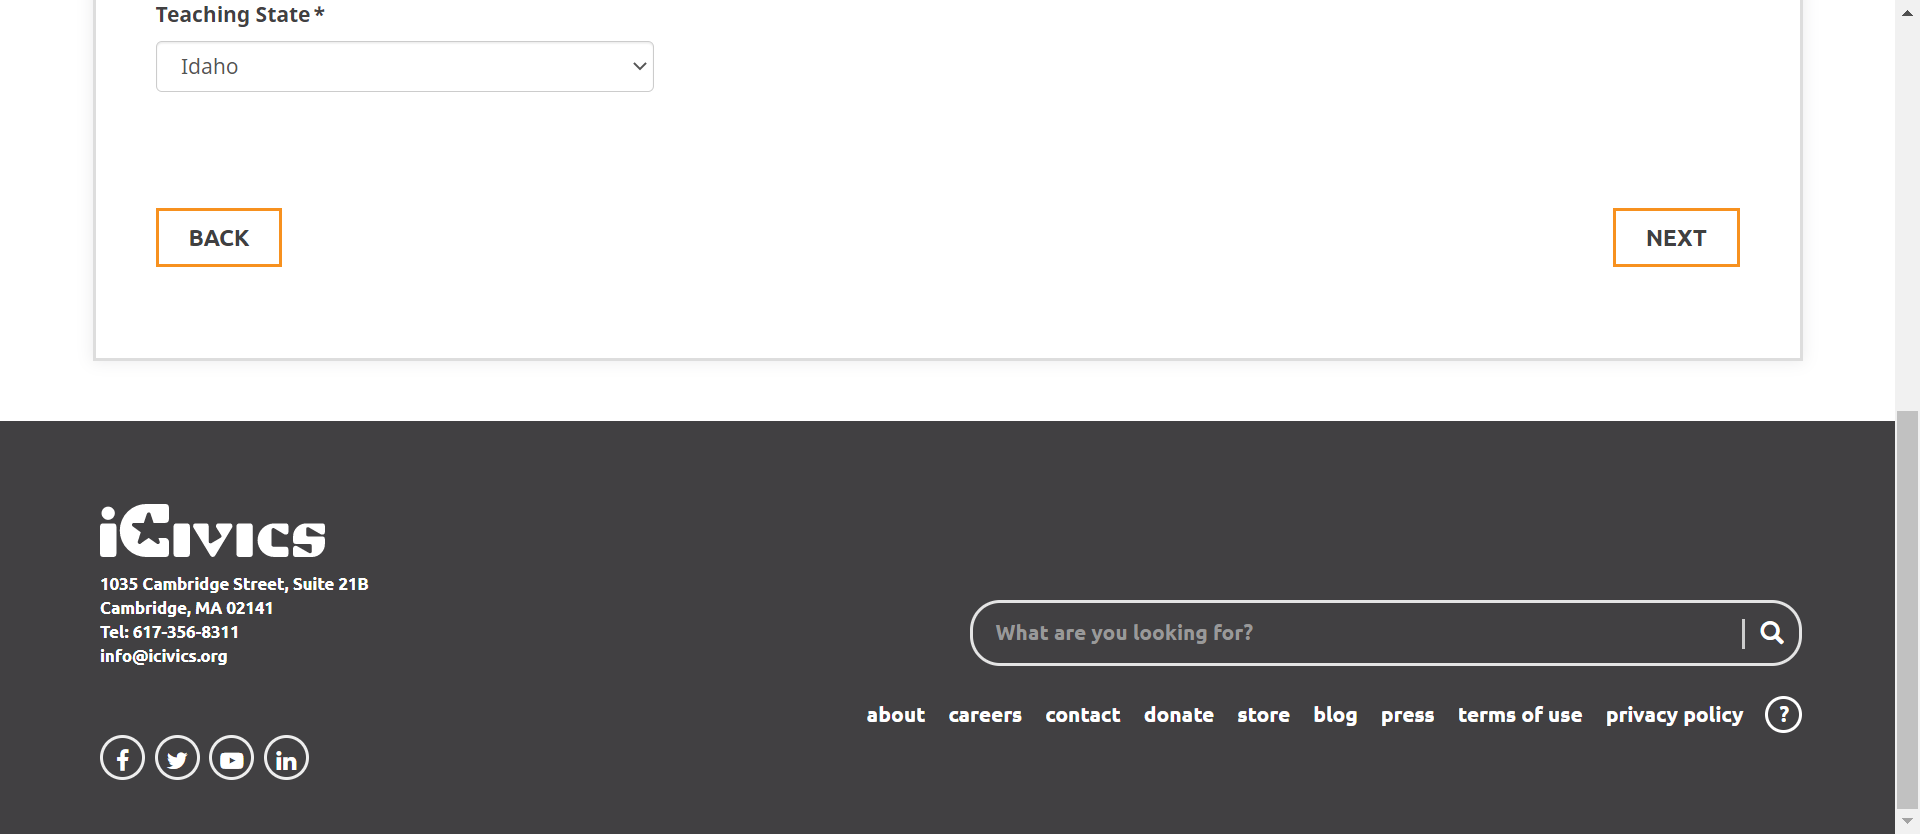 Teaching State*
Idaho
BACK
NEXT
iCivics
1035 Cambridge Street, Suite 21B
Cambridge, MA 02141
Tel: 617-356-8311
info@icivics.org
What are you looking for?
about careers contact donate store blog press terms of use privacy policy ?